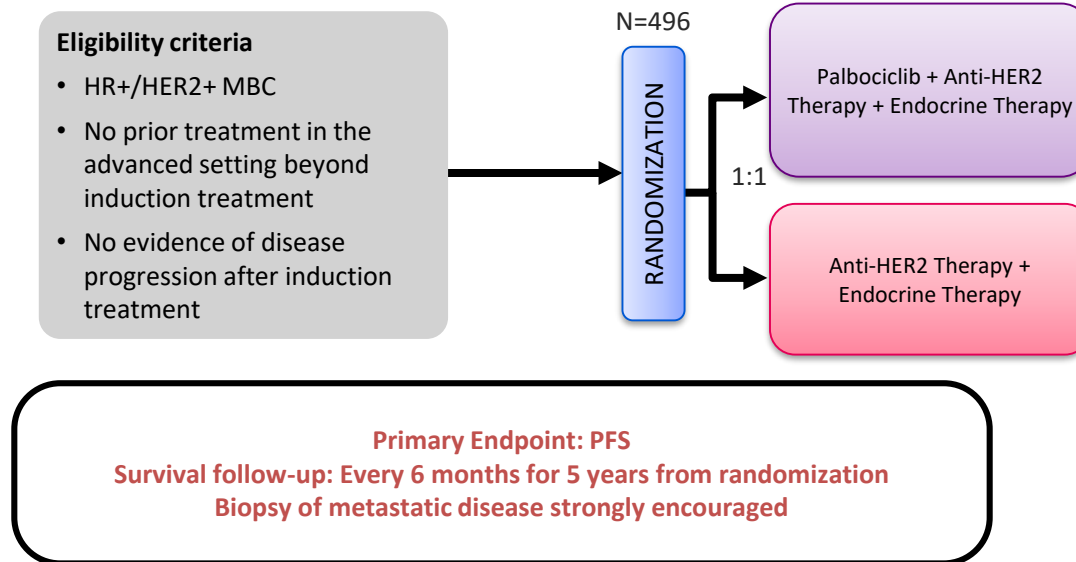 Eligibility criteria
• HR+/HER2+ MBC
• No prior treatment in the
advanced setting beyond
induction treatment
• No evidence of disease
progression after induction
treatment
N=496
RANDOMIZATION
1:1
Palbociclib + Anti-HER2
Therapy + Endocrine Therapy
Anti-HER2 Therapy +
Endocrine Therapy
Primary Endpoint: PFS
Survival follow-up: Every 6 months for 5 years from randomization
Biopsy of metastatic disease strongly encouraged